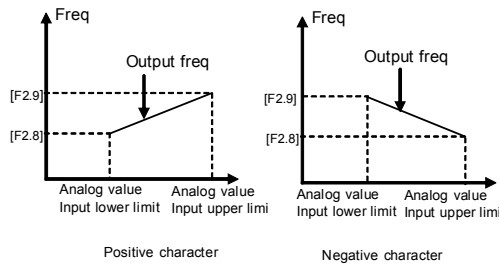 Freq
Output freq
[F2.9]
[F2.8]
Analog value
Input lower limit
Analog value
Input upper limi
Positive character
Freq
Output freq
[F2.9]
[F2.8]
Analog value
Input lower limit
Analog value
Input upper limi
Negative character